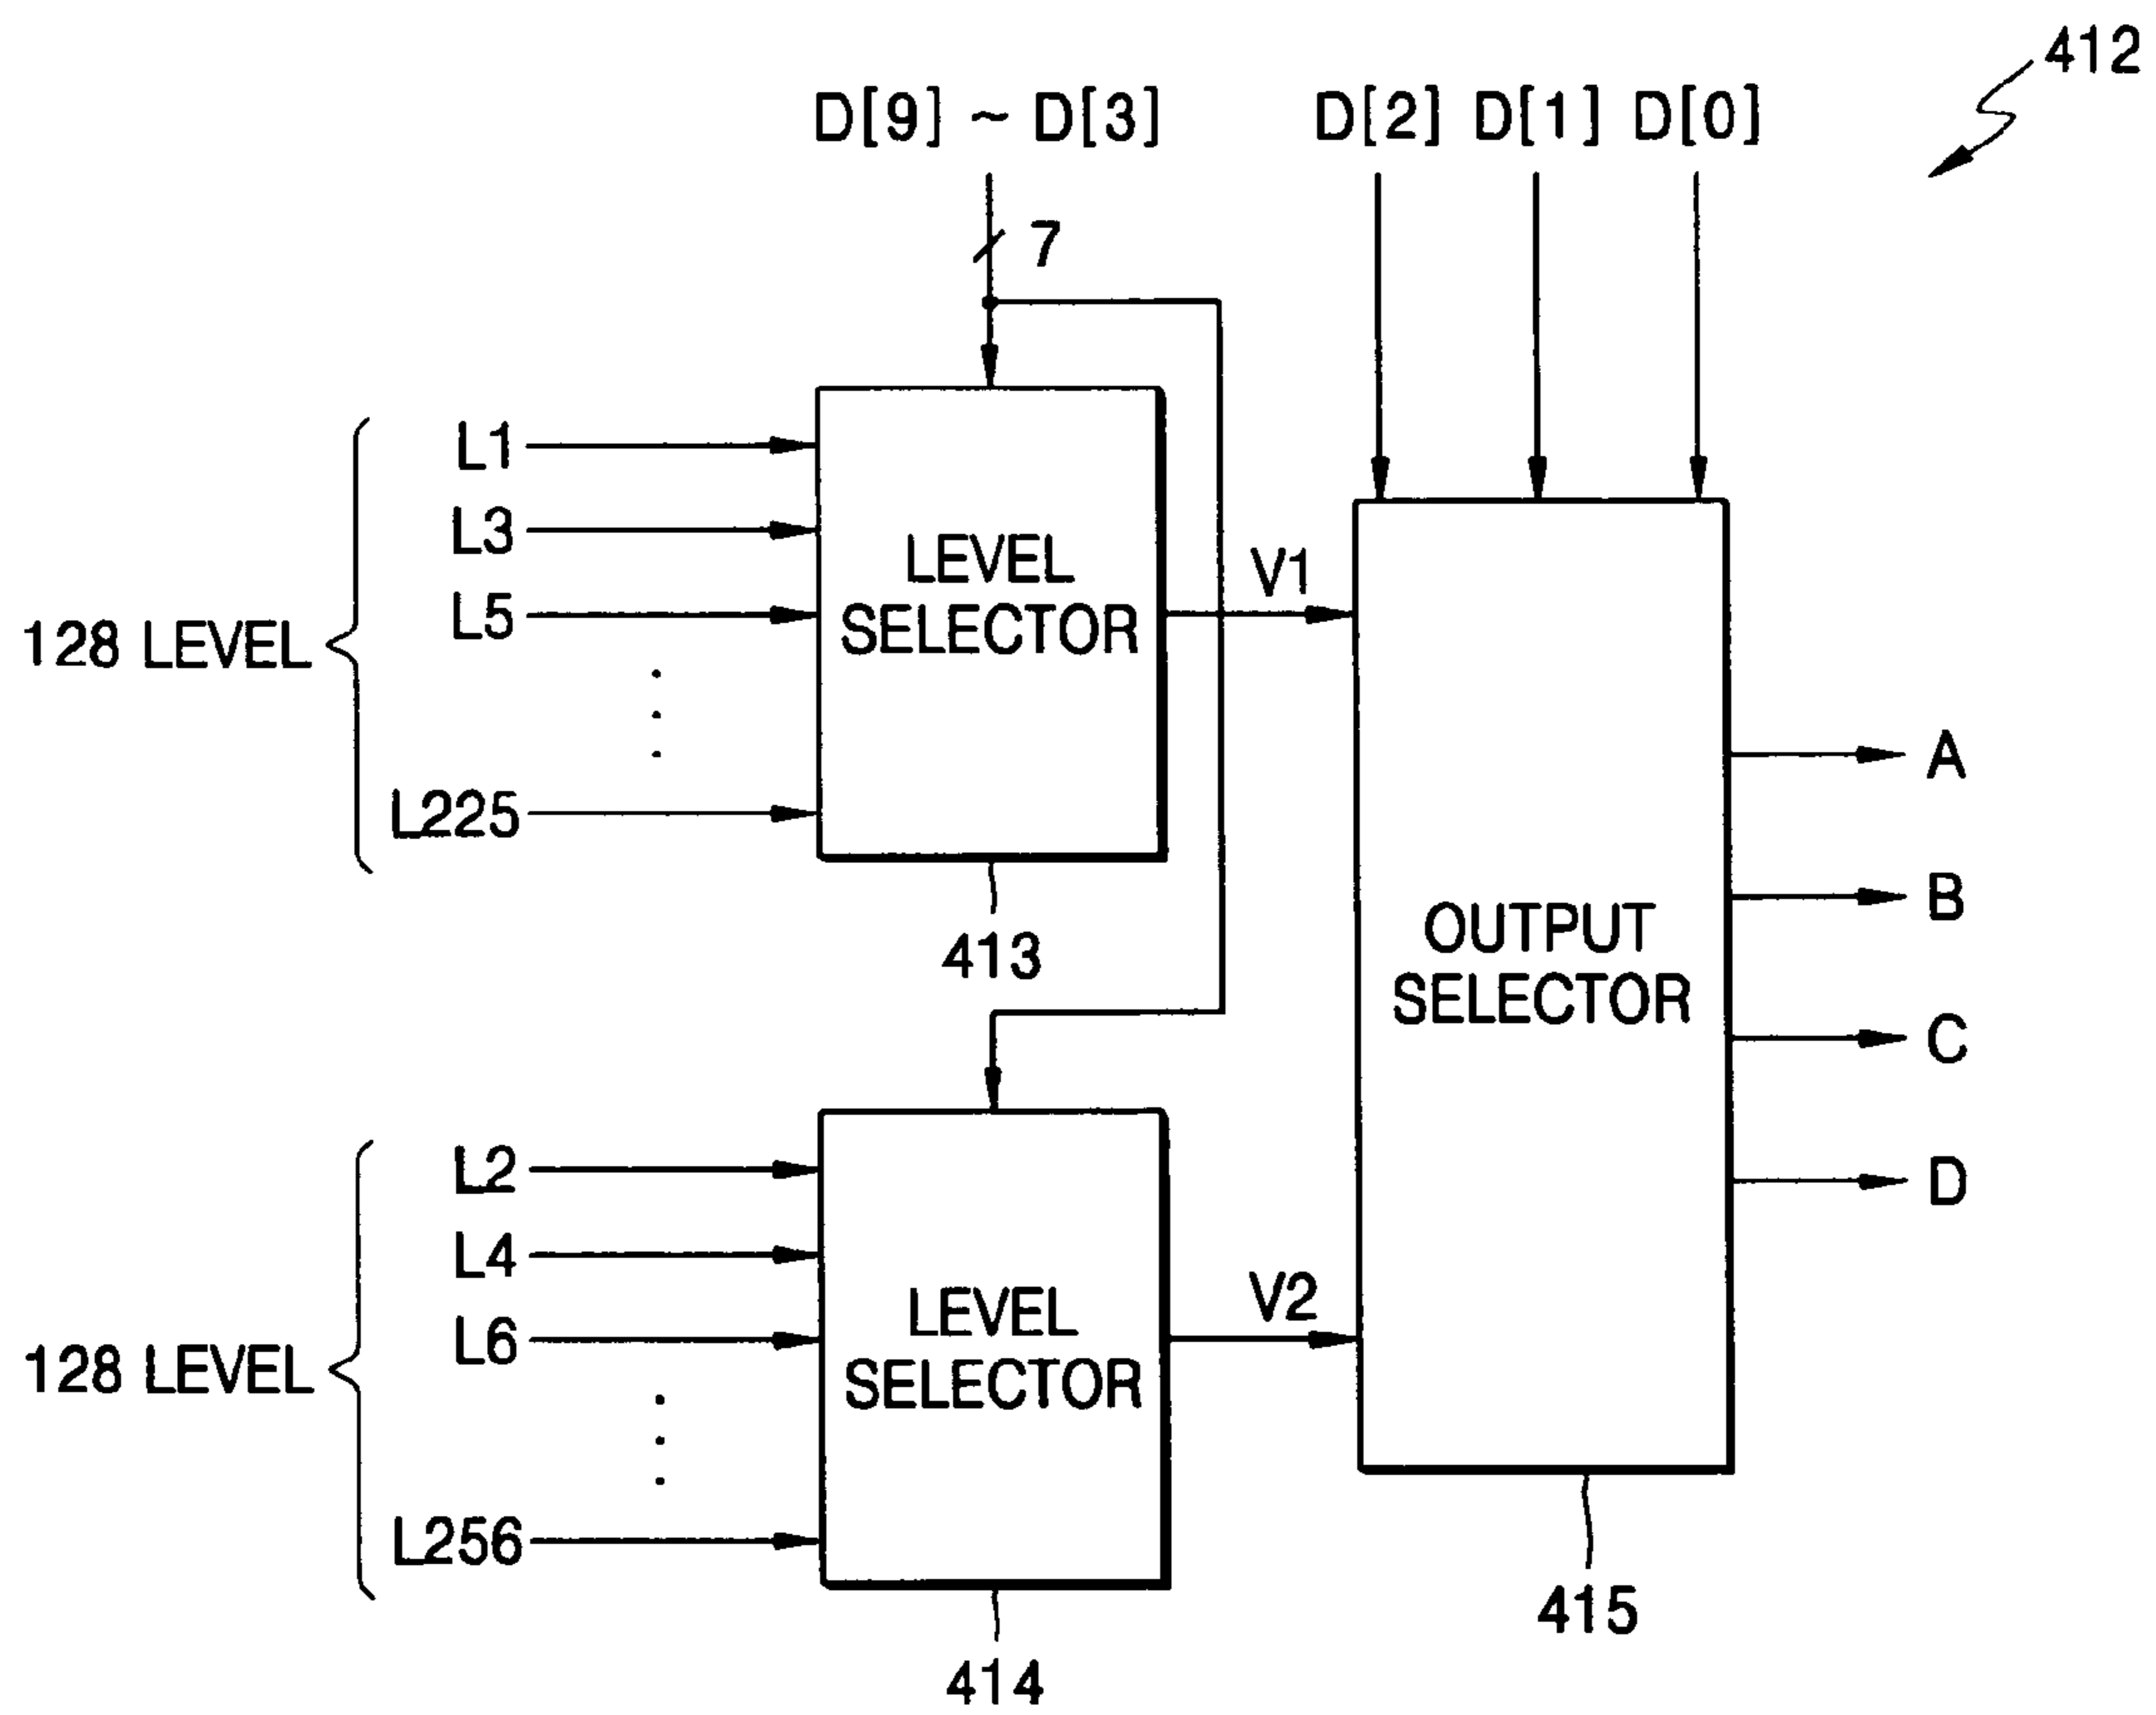 412
D[9] ~ D[3]
D[2] D[1] D[0]
7
L1
L3
L5
L225
128 LEVEL
LEVEL
SELECTOR
V1
413
A
B
C
D
OUTPUT
SELECTOR
L2
L4
L6
L256
128 LEVEL
LEVEL
SELECTOR
V2
414
415